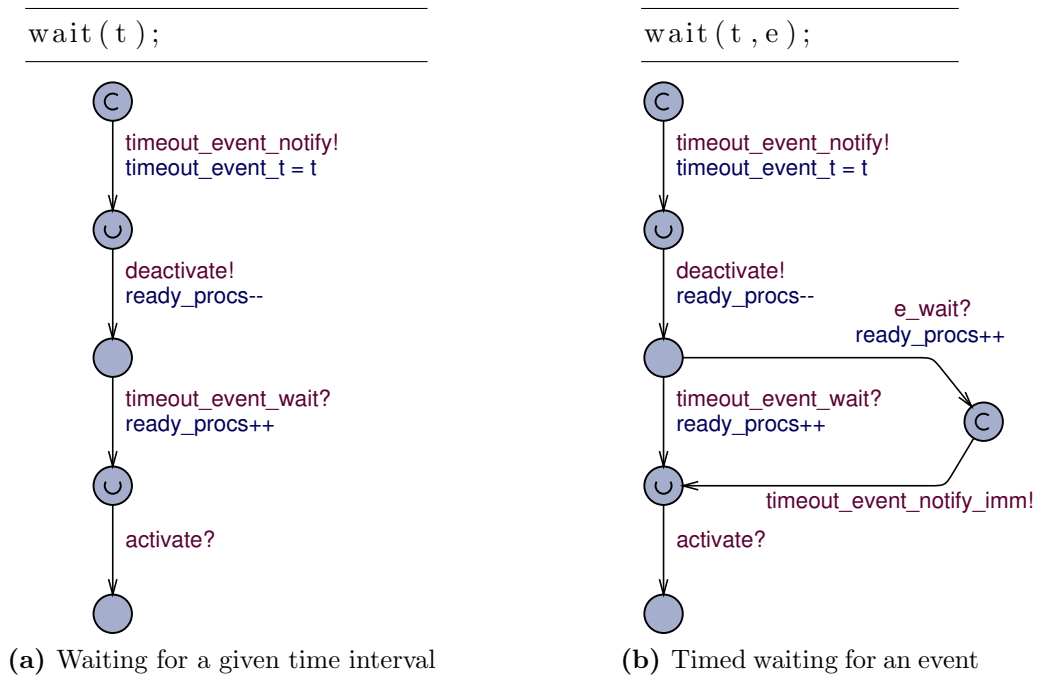 wait(t);
C
timeout_event_notify!
timeout_event_t = t
U
deactivate!
ready_procs--
timeout_event_wait?
ready_procs++
U
activate?
(a) Waiting for a given time interval
wait(t,e);
C
timeout_event_notify!
timeout_event_t = t
U
deactivate!
ready_procs--
e_wait?
ready_procs++
timeout_event_wait?
ready_procs++
C
U
timeout_event_notify_imm!
activate?
(b) Timed waiting for an event